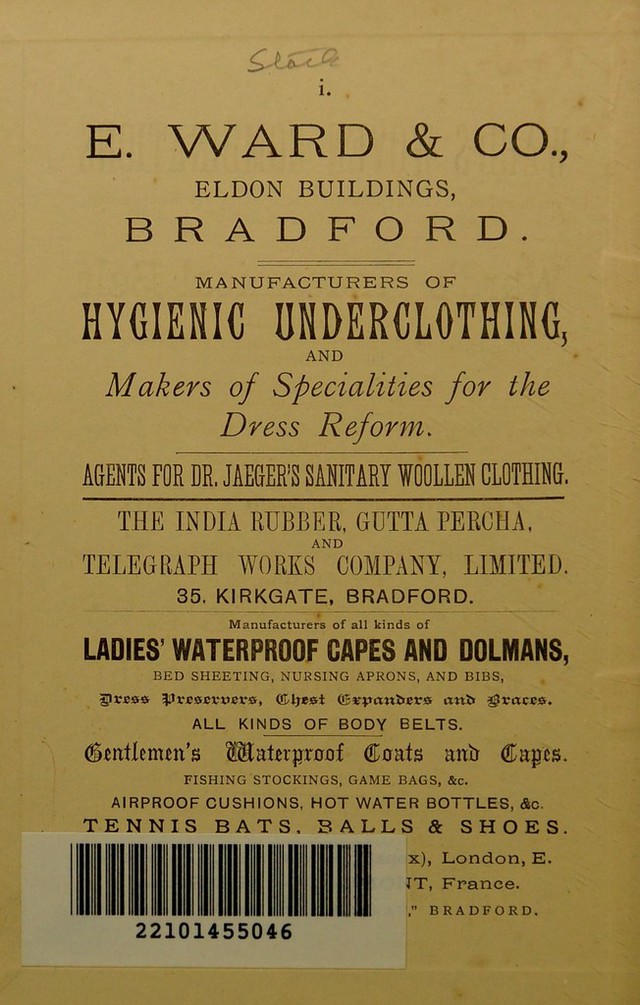 i.
E. WARD & CO.,
ELDON BUILDINGS,
BRADFORD.
MANUFACTURERS OF
HYGIENIC UNDERCLOTHING,
AND
Makers of Specialities for the
Dress Reform.
AGENTS FOR DR. JAEGER'S SANITARY WOOLLEN CLOTHING.
THE INDIA RUBBER, GUTTA PERCHA,
AND
TELEGRAPH WORKS COMPANY, LIMITED.
35, KIRKGATE, BRADFORD.
Manufacturers of all kinds of
LADIES' WATERPROOF CAPES AND DOLMANS,
BED SHEETING, NURSING APRONS, AND BIBS,
Dress Preservers, Chest Expanders and Braces.
ALL KINDS OF BODY BELTS.
Gentlemen's Waterproof Coats and Capes.
FISHING STOCKINGS, GAME BAGS, &c.
AIRPROOF CUSHIONS, HOT WATER BOTTLES, &c.
TENNIS BATS, BALLS & SHOES.
x), London, E.
NT, France.
," BRADFORD.
22101455046